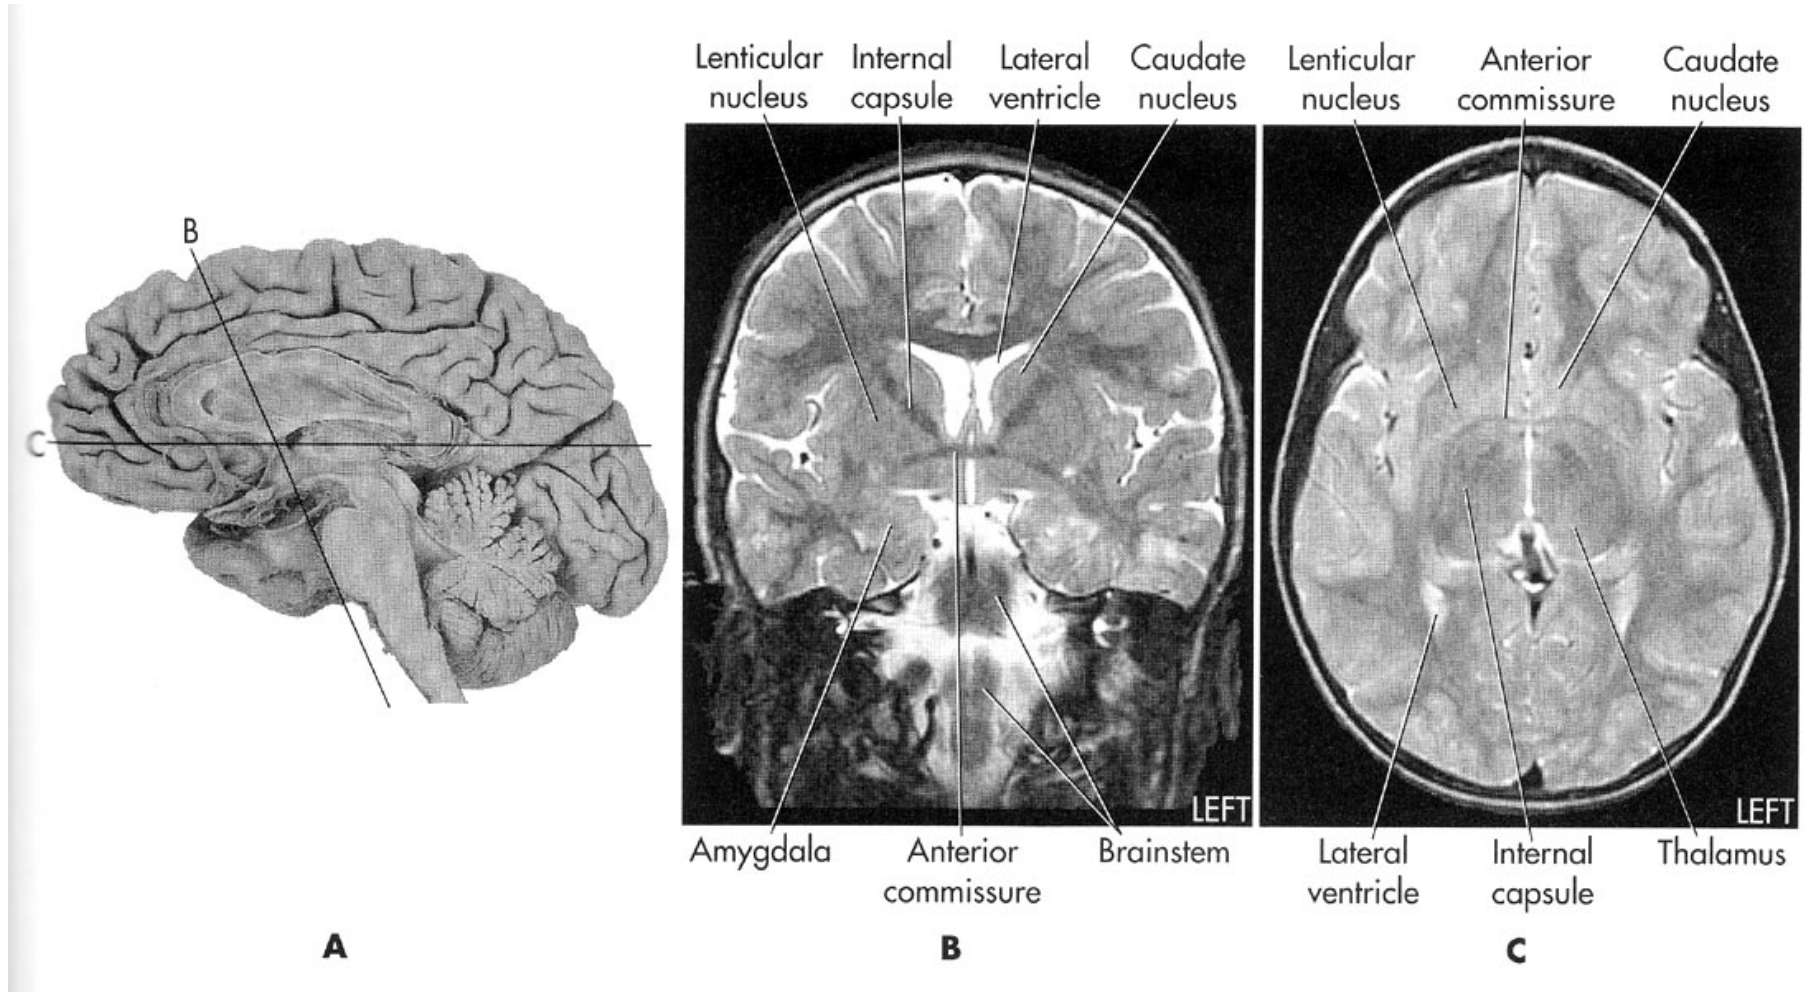 B
C
A
Lenticular
nucleus
Internal
capsule
Lateral
ventricle
Caudate
nucleus
LEFT
Amygdala
Anterior
commissure
Brainstem
B
Lenticular
nucleus
Anterior
commissure
Caudate
nucleus
LEFT
Lateral
ventricle
Internal
capsule
Thalamus
C